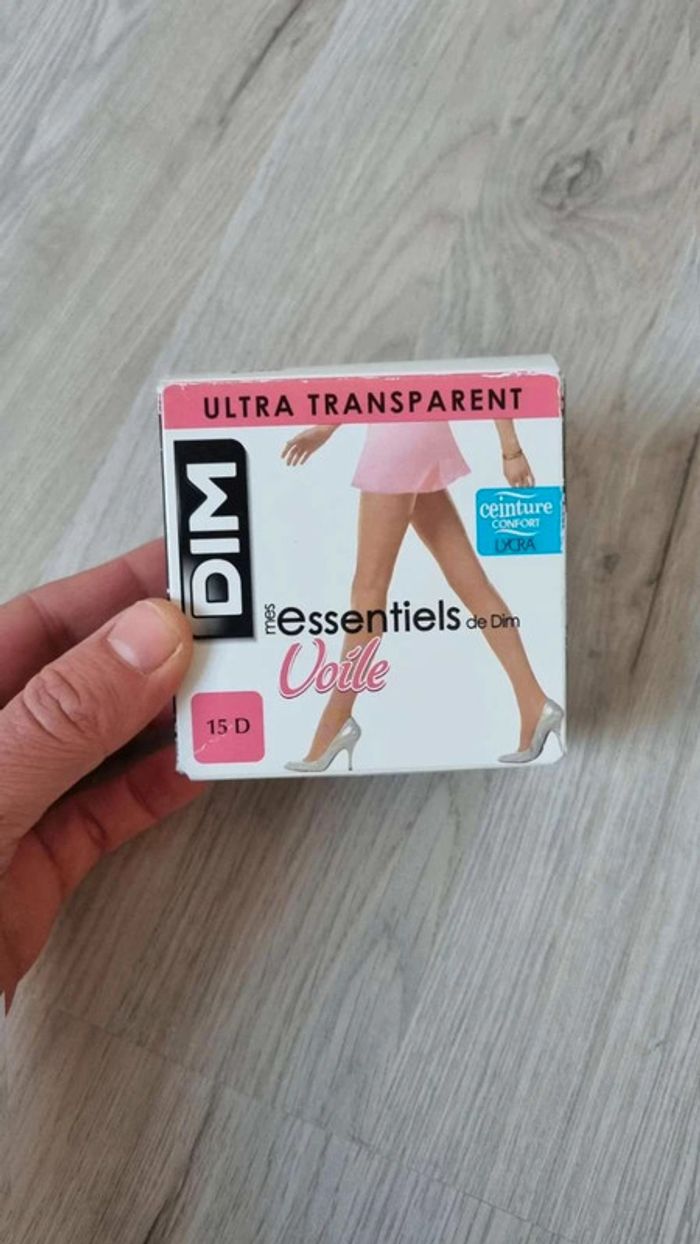 ULTRA TRANSPARENT
DIM
ceinture
CONFORT
LYCRA
mes essentiels de Dim
Voile
15 D